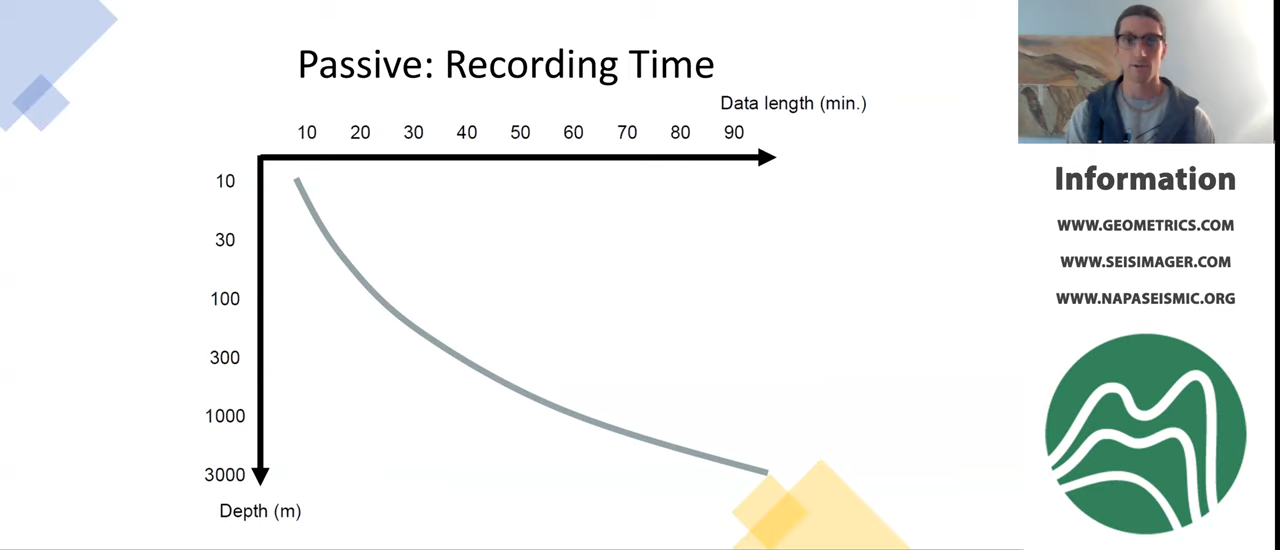 Passive: Recording Time
Data length (min.)
10 20 30 40 50 60 70 80 90
10
30
100
300
1000
3000
Depth (m)
Information
WWW.GEOMETRICS.COM
WWW.SEISIMAGER.COM
WWW.NAPASEISMIC.ORG